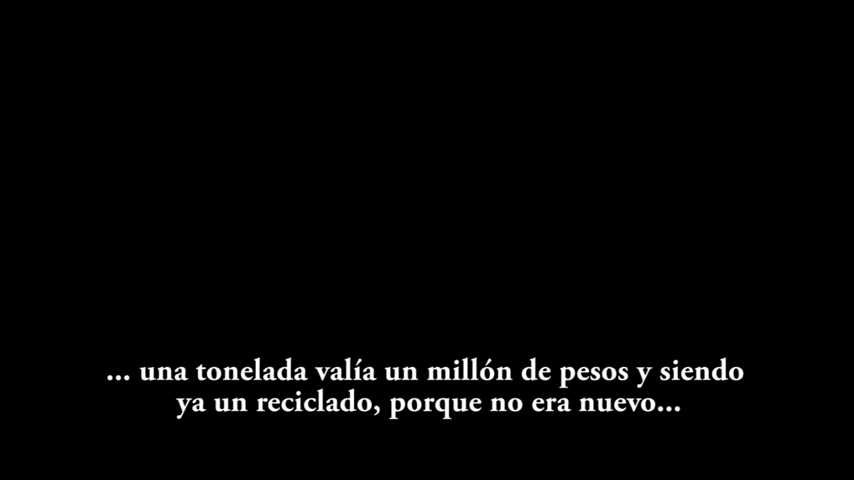 ... una tonelada valía un millón de pesos y siendo
ya un reciclado, porque no era nuevo...